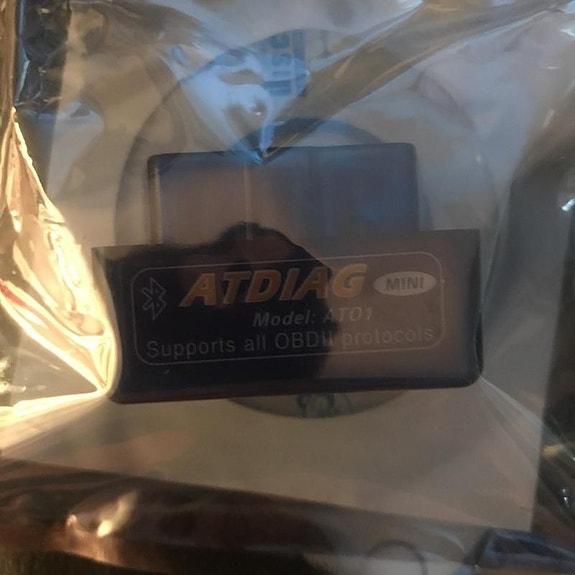 ATDIAG MINI
Model: AT01
Supports all OBDII protocols